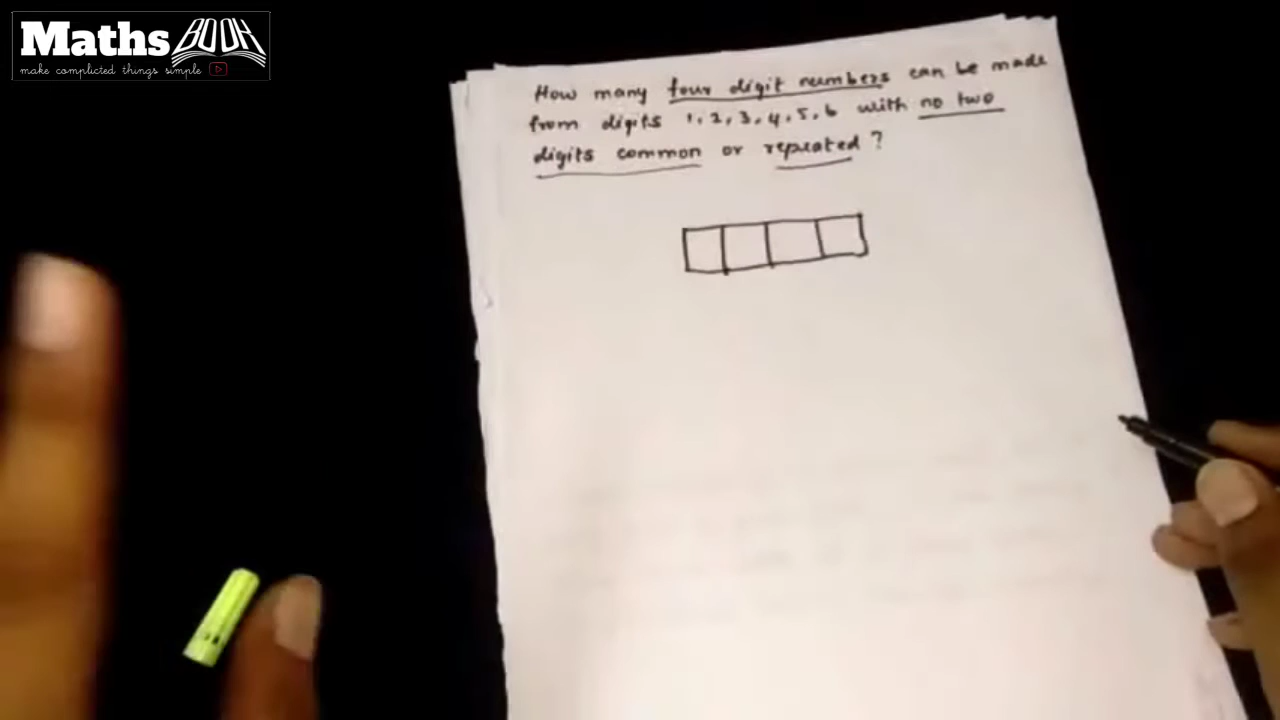 Maths BOOK
make complicted things simple
How many four digit numbers can be made
from digits 1, 2, 3, 4, 5, 6 with no two
digits common or repeated ?